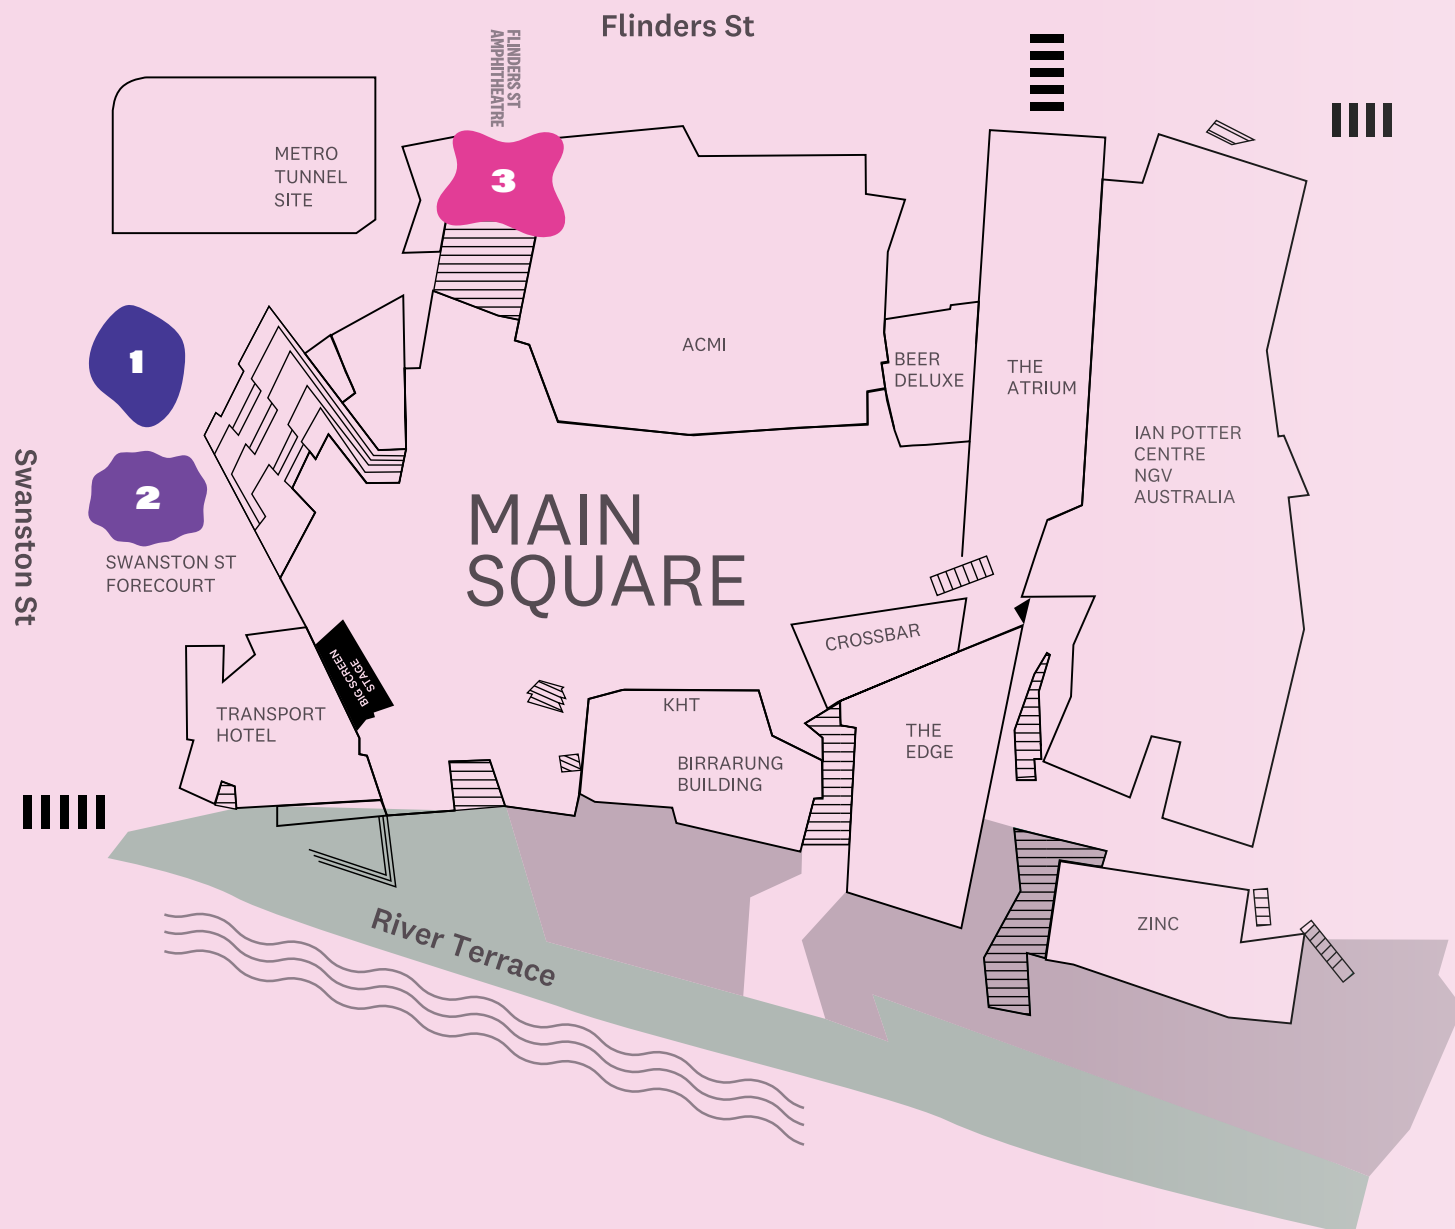 Flinders St
FLINDERS ST
AMPHITHEATRE
METRO
TUNNEL
SITE
3
1
ACMI
BEER
DELUXE
THE
ATRIUM
IAN POTTER
CENTRE
NGV
AUSTRALIA
Swanston St
2
SWANSTON ST
FORECOURT
MAIN
SQUARE
CROSSBAR
BIG SCREEN
STAGE
TRANSPORT
HOTEL
KHT
BIRRARUNG
BUILDING
THE
EDGE
River Terrace
ZINC